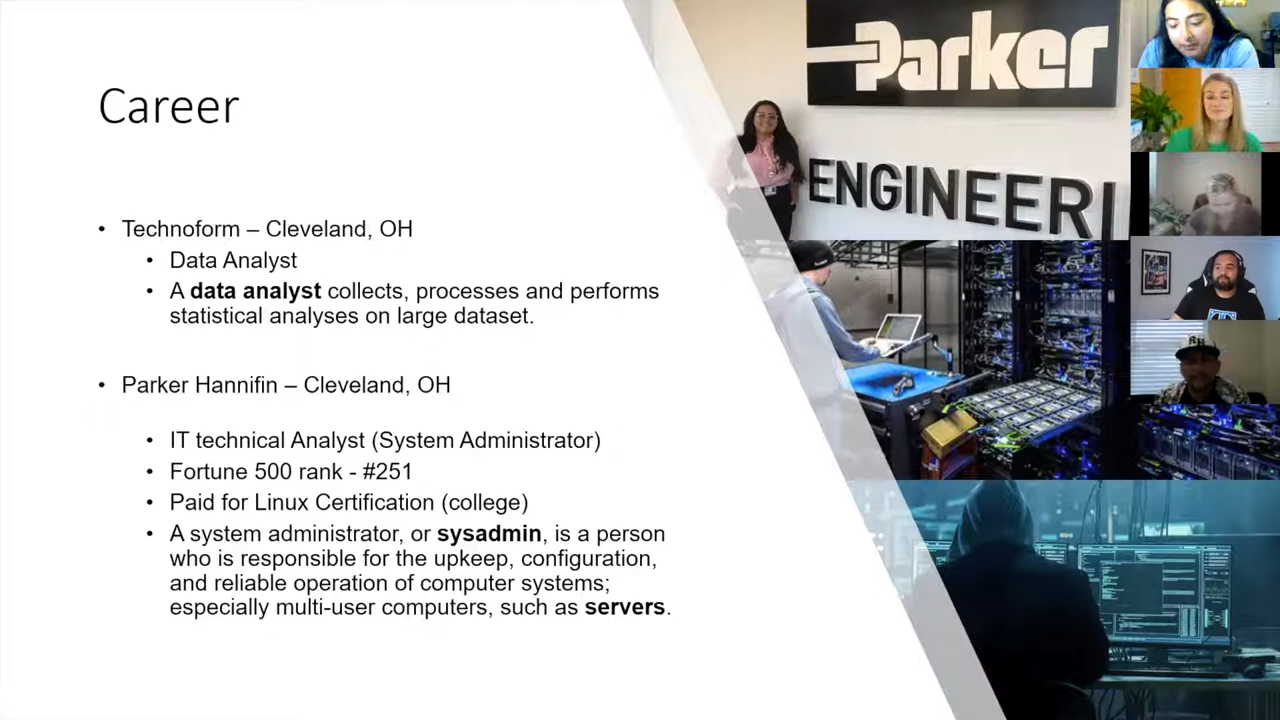 Career
• Technoform – Cleveland, OH
• Data Analyst
• A data analyst collects, processes and performs
statistical analyses on large dataset.
• Parker Hannifin – Cleveland, OH
• IT technical Analyst (System Administrator)
• Fortune 500 rank - #251
• Paid for Linux Certification (college)
• A system administrator, or sysadmin, is a person
who is responsible for the upkeep, configuration,
and reliable operation of computer systems;
especially multi-user computers, such as servers.
Parker
ENGINEERI